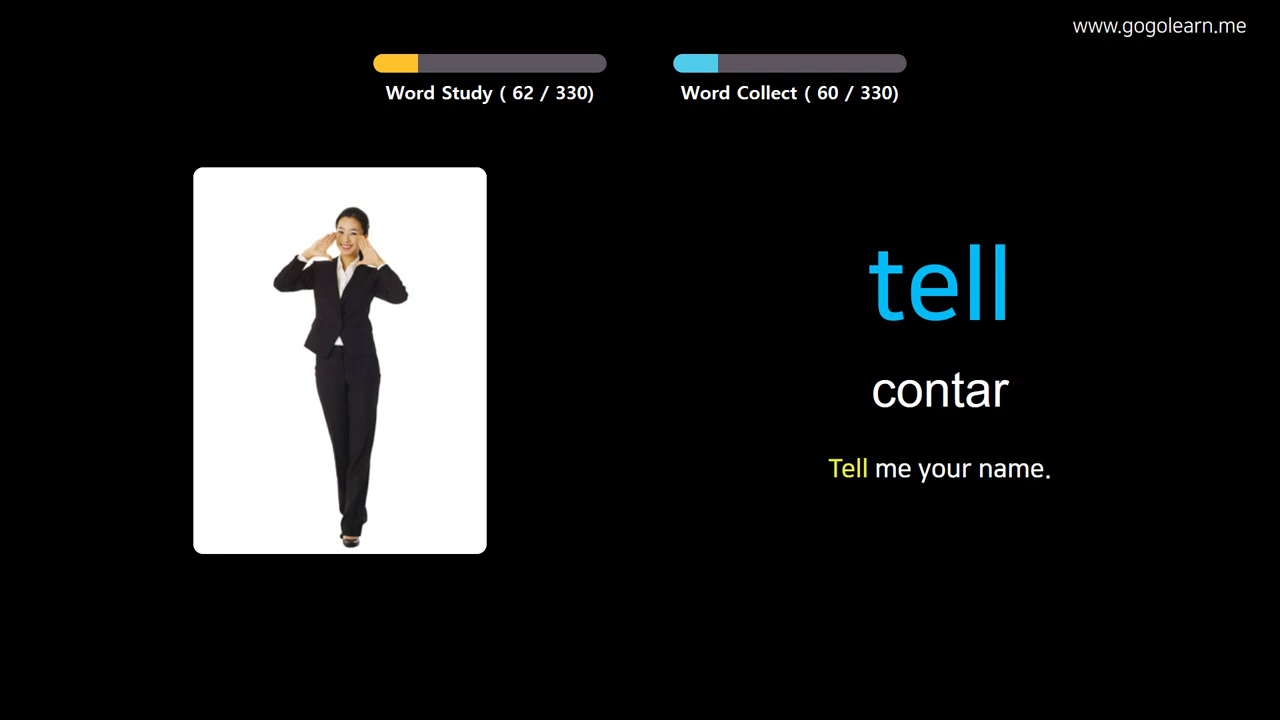 www.gogolearn.me
Word Study ( 62 / 330)
Word Collect ( 60 / 330)
tell
contar
Tell me your name.